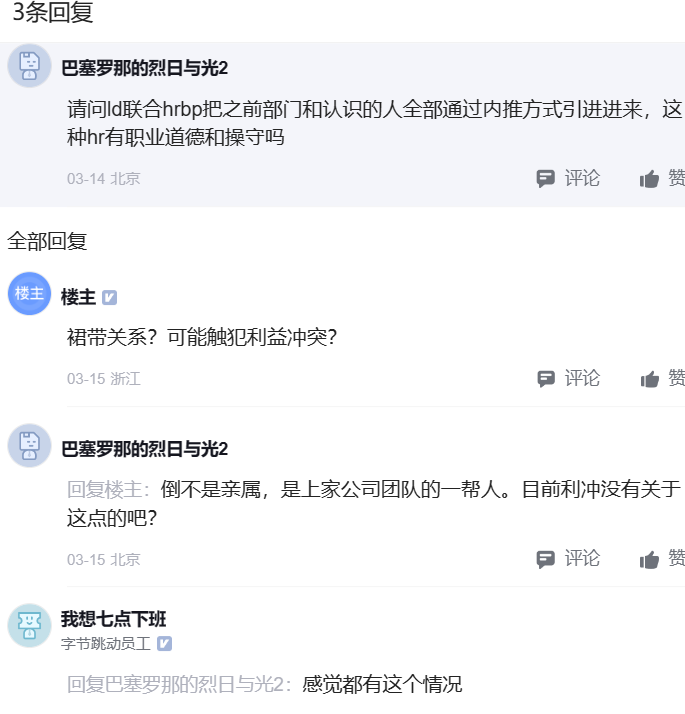 3条回复
巴塞罗那的烈日与光2
请问ld联合hrbp把之前部门和认识的人全部通过内推方式引进进来，这
种hr有职业道德和操守吗
03-14 北京
评论 赞
全部回复
楼主 楼主
裙带关系？可能触犯利益冲突？
03-15 浙江
评论 赞
巴塞罗那的烈日与光2
回复楼主：倒不是亲属，是上家公司团队的一帮人。目前利冲没有关于
这点的吧？
03-15 北京
评论 赞
我想七点下班
字节跳动员工
回复巴塞罗那的烈日与光2：感觉都有这个情况